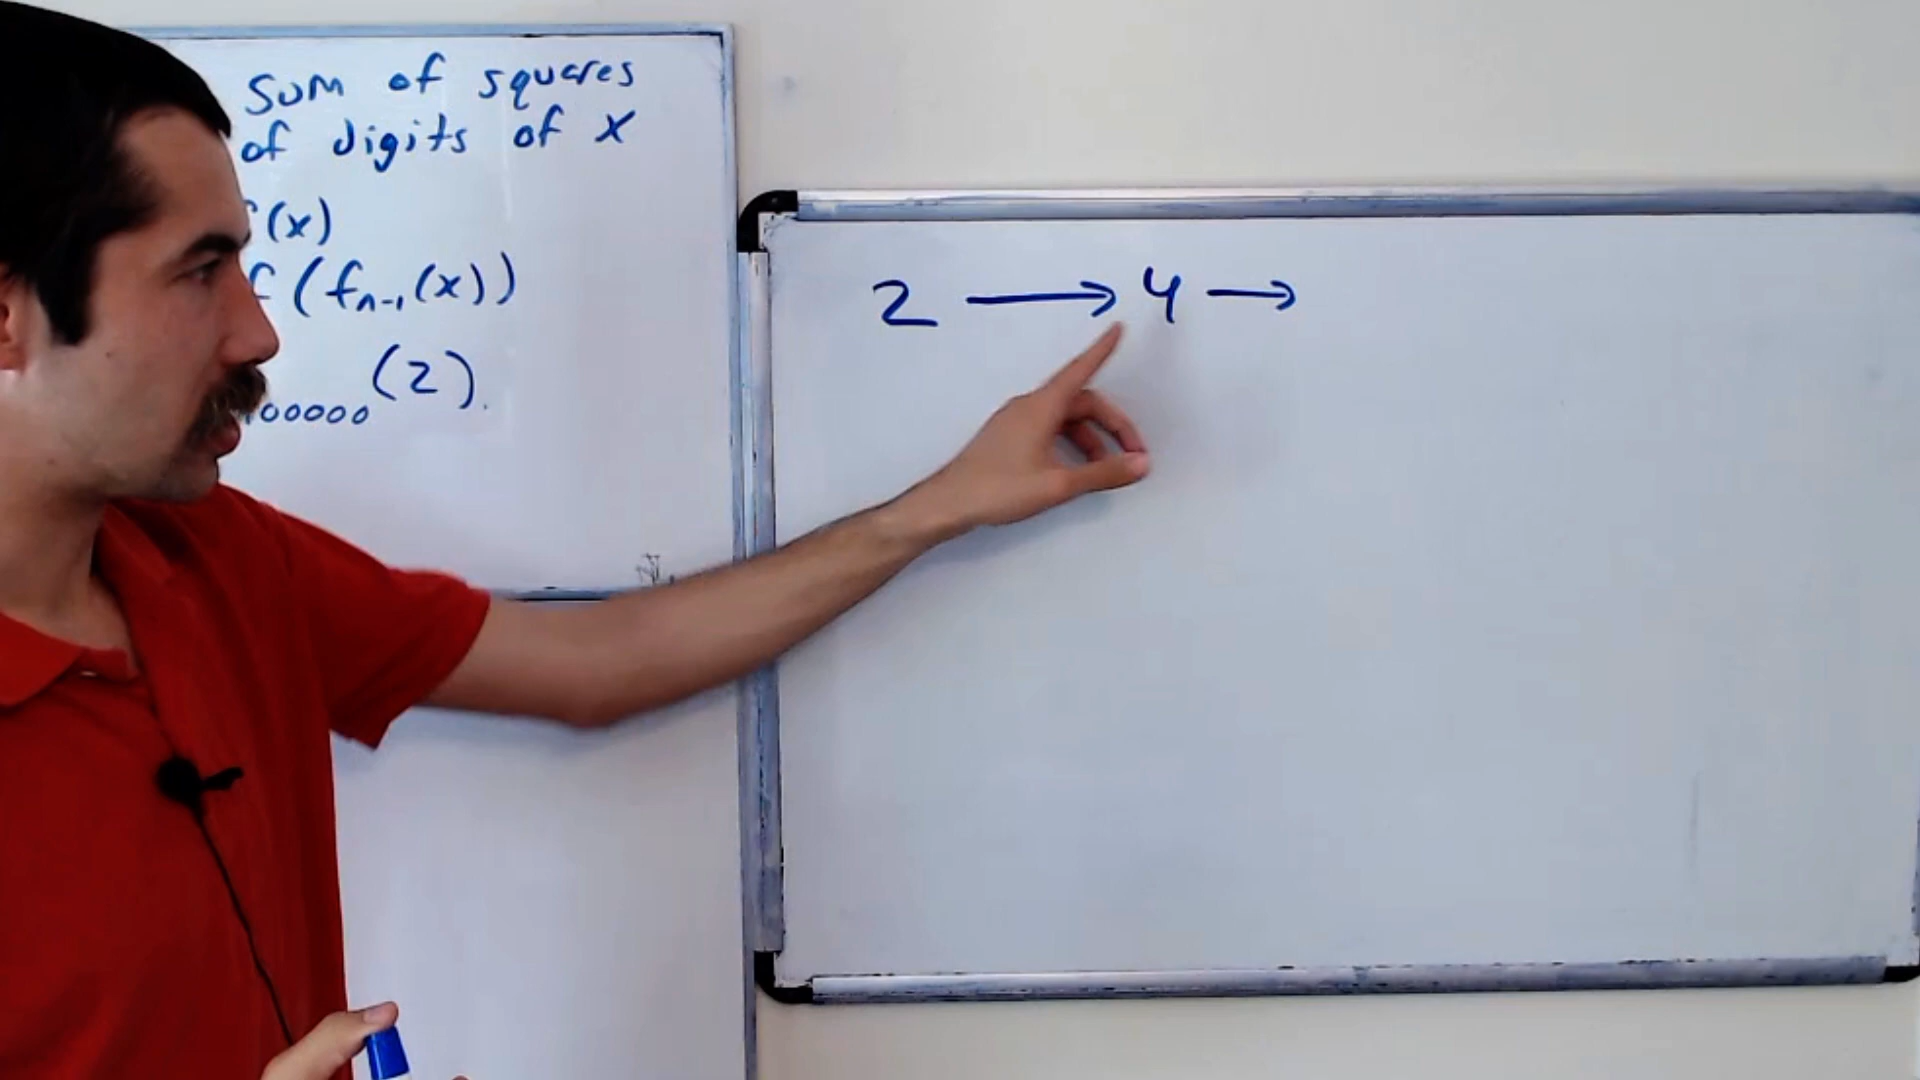 Sum of squares
of digits of x
f(x)
f(fₙ₋₁(x))
100000(2).
2 → 4 →